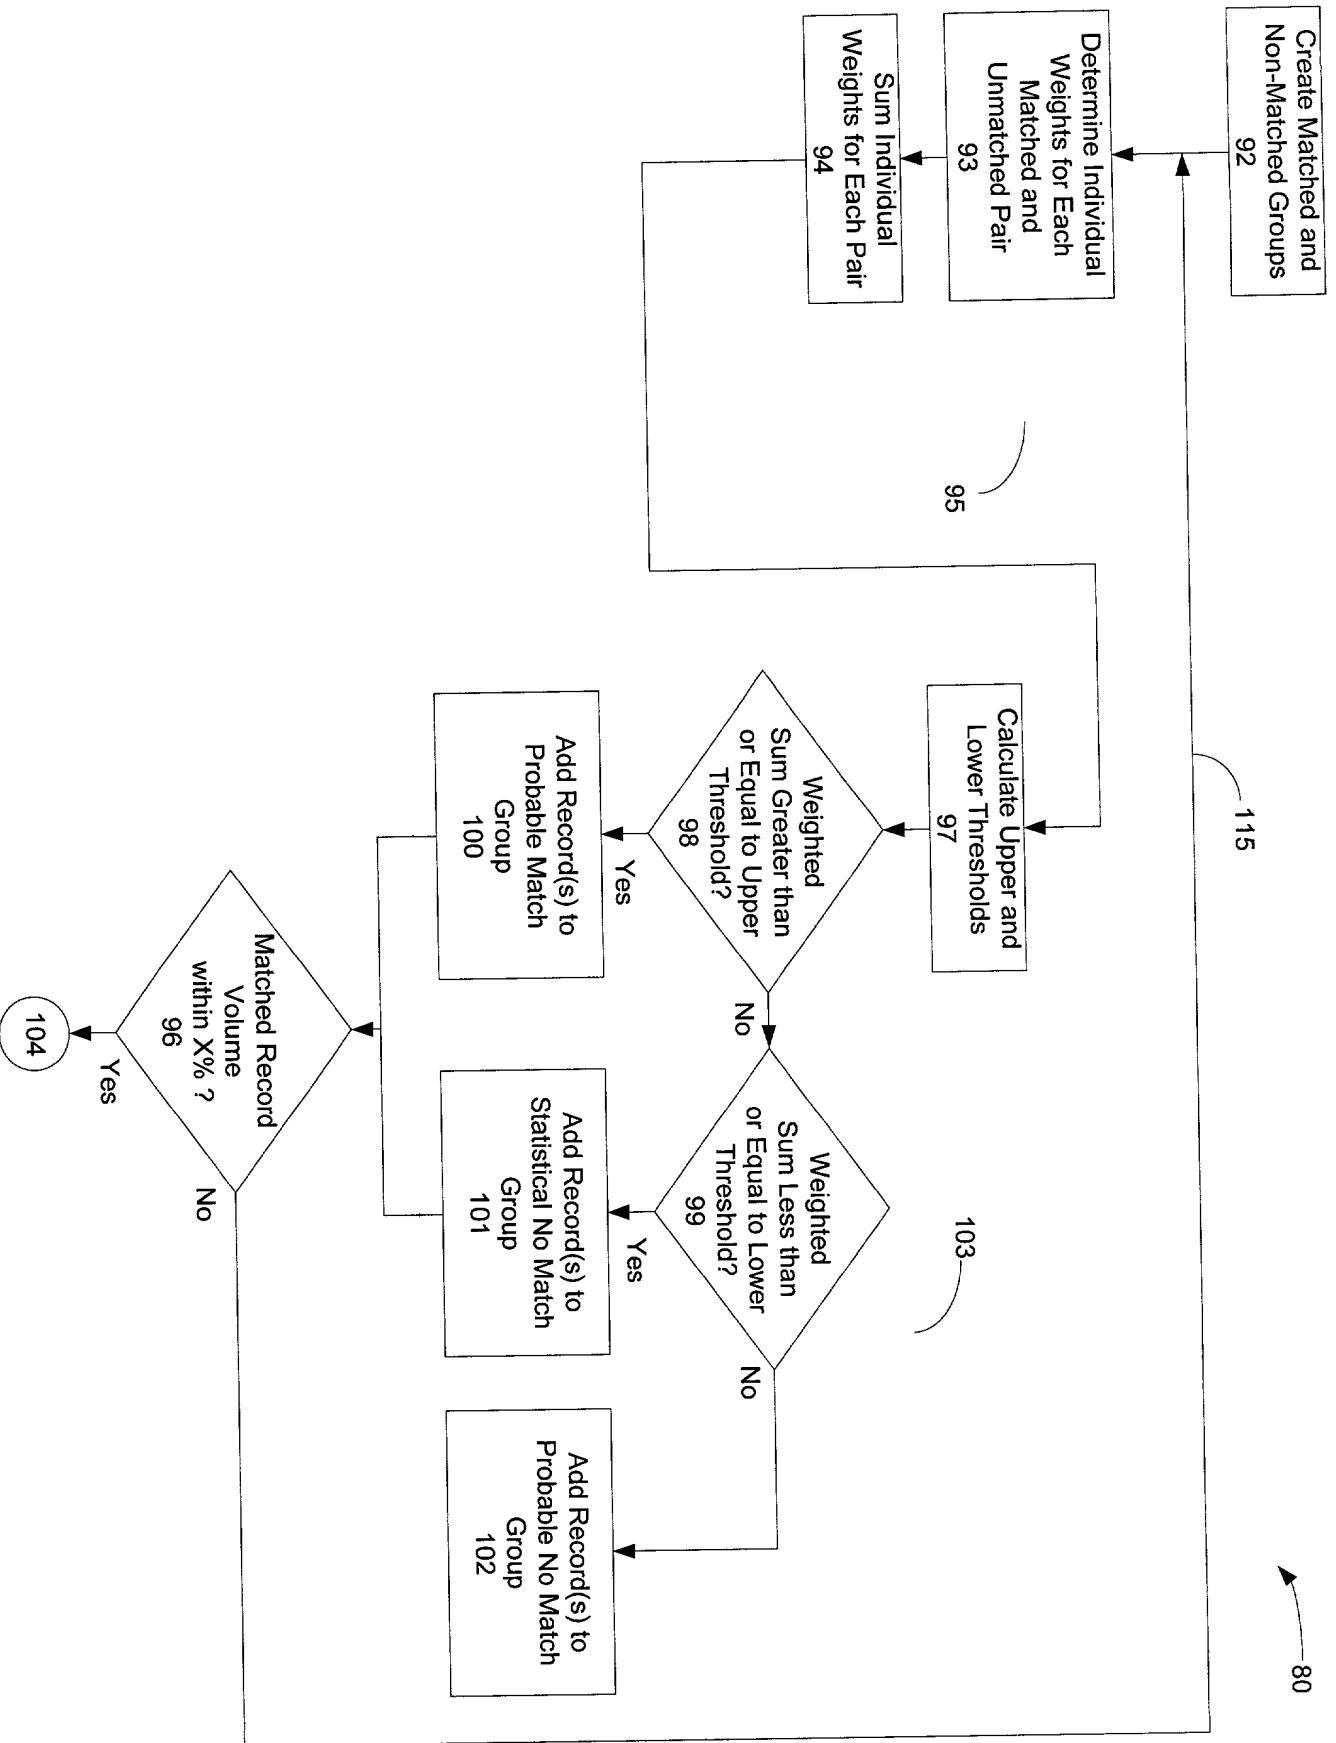 Create Matched and
Non-Matched Groups
92
Determine Individual
Weights for Each
Matched and
Unmatched Pair
93
Sum Individual
Weights for Each Pair
94
95
115
80
Calculate Upper and
Lower Thresholds
97
Weighted
Sum Greater than
or Equal to Upper
Threshold?
98
No
Yes
Weighted
Sum Less than
or Equal to Lower
Threshold?
99
No
Yes
103
Add Record(s) to
Probable Match
Group
100
Add Record(s) to
Statistical No Match
Group
101
Add Record(s) to
Probable No Match
Group
102
Matched Record
Volume
within X% ?
96
No
Yes
104